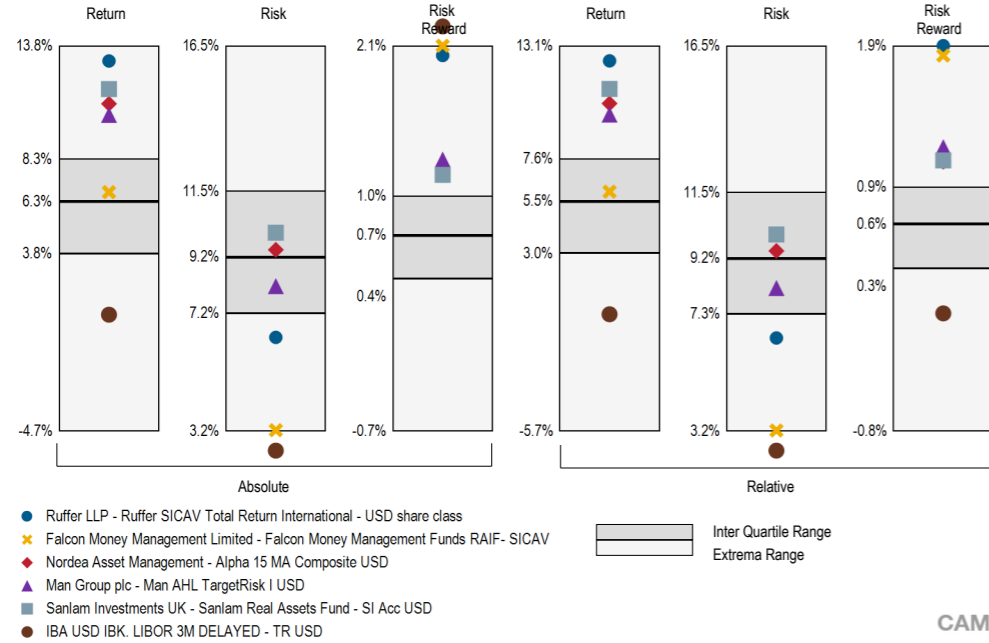 Return
Risk
Risk
Reward
Return
Risk
Risk
Reward
13.8%
8.3%
6.3%
3.8%
-4.7%
16.5%
11.5%
9.2%
7.2%
3.2%
2.1%
1.0%
0.7%
0.4%
-0.7%
13.1%
7.6%
5.5%
3.0%
-5.7%
16.5%
11.5%
9.2%
7.3%
3.2%
1.9%
0.9%
0.6%
0.3%
-0.8%
Absolute
Relative
Ruffer LLP - Ruffer SICAV Total Return International - USD share class
Falcon Money Management Limited - Falcon Money Management Funds RAIF- SICAV
Nordea Asset Management - Alpha 15 MA Composite USD
Man Group plc - Man AHL TargetRisk I USD
Sanlam Investments UK - Sanlam Real Assets Fund - SI Acc USD
IBA USD IBK. LIBOR 3M DELAYED - TR USD
Inter Quartile Range
Extrema Range
CAM